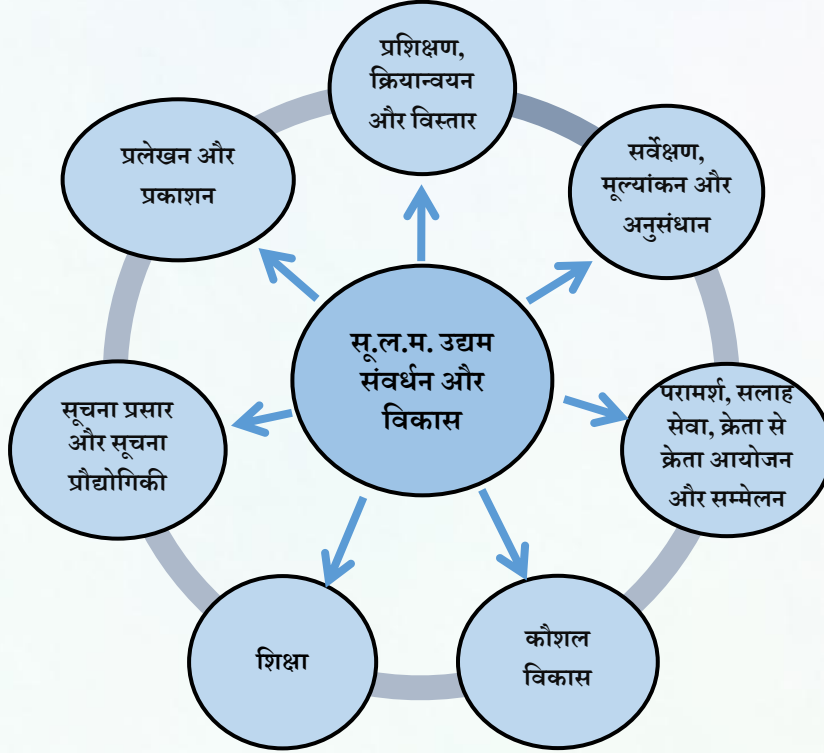 प्रशिक्षण,
क्रियान्वयन
और विस्तार
सर्वेक्षण,
मूल्यांकन और
अनुसंधान
परामर्श, सलाह
सेवा, क्रेता से
क्रेता आयोजन
और सम्मेलन
कौशल
विकास
शिक्षा
सूचना प्रसार
और सूचना
प्रौद्योगिकी
प्रलेखन और
प्रकाशन
सू.ल.म. उद्यम
संवर्धन और
विकास